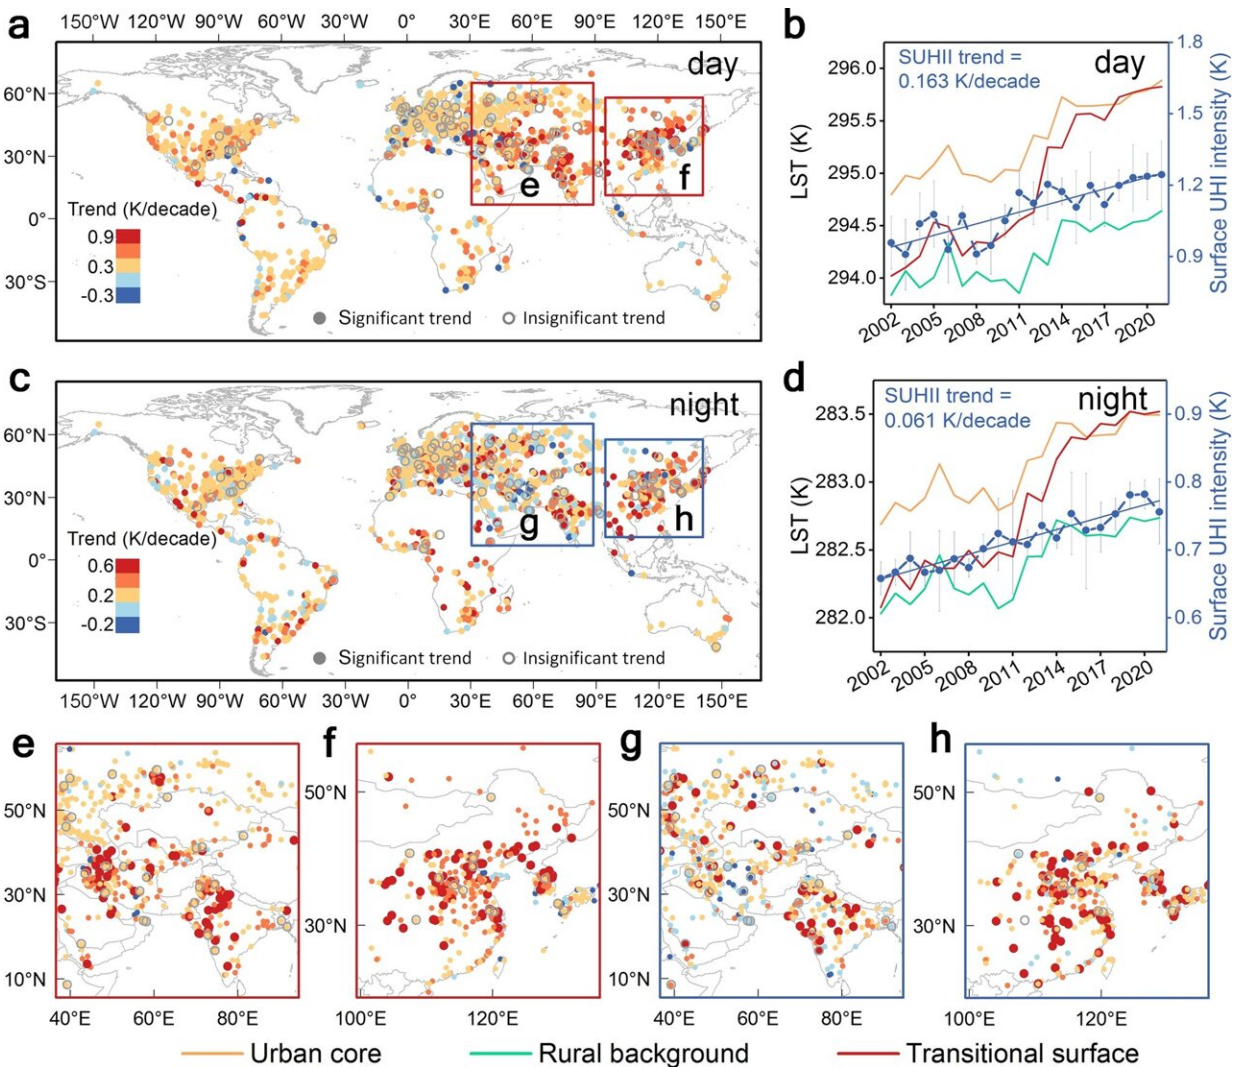 a
150°W 120°W 90°W 60°W 30°W 0° 30°E 60°E 90°E 120°E 150°E
day
60°N
30°N
0°
30°S
e
f
Trend (K/decade)
0.9
0.3
-0.3
Significant trend
Insignificant trend
b
SUHII trend =
0.163 K/decade
day
LST (K)
296.0
295.5
295.0
294.5
294.0
Surface UHI intensity (K)
1.8
1.5
1.2
0.9
2002 2005 2008 2011 2014 2017 2020
c
night
60°N
30°N
0°
30°S
g
h
Trend (K/decade)
0.6
0.2
-0.2
Significant trend
Insignificant trend
150°W 120°W 90°W 60°W 30°W 0° 30°E 60°E 90°E 120°E 150°E
d
SUHII trend =
0.061 K/decade
night
LST (K)
283.5
283.0
282.5
282.0
Surface UHI intensity (K)
0.9
0.8
0.7
0.6
2002 2005 2008 2011 2014 2017 2020
e
50°N
30°N
10°N
40°E 60°E 80°E
f
50°N
30°N
100°E 120°E
g
50°N
30°N
10°N
40°E 60°E 80°E
h
50°N
30°N
100°E 120°E
Urban core
Rural background
Transitional surface